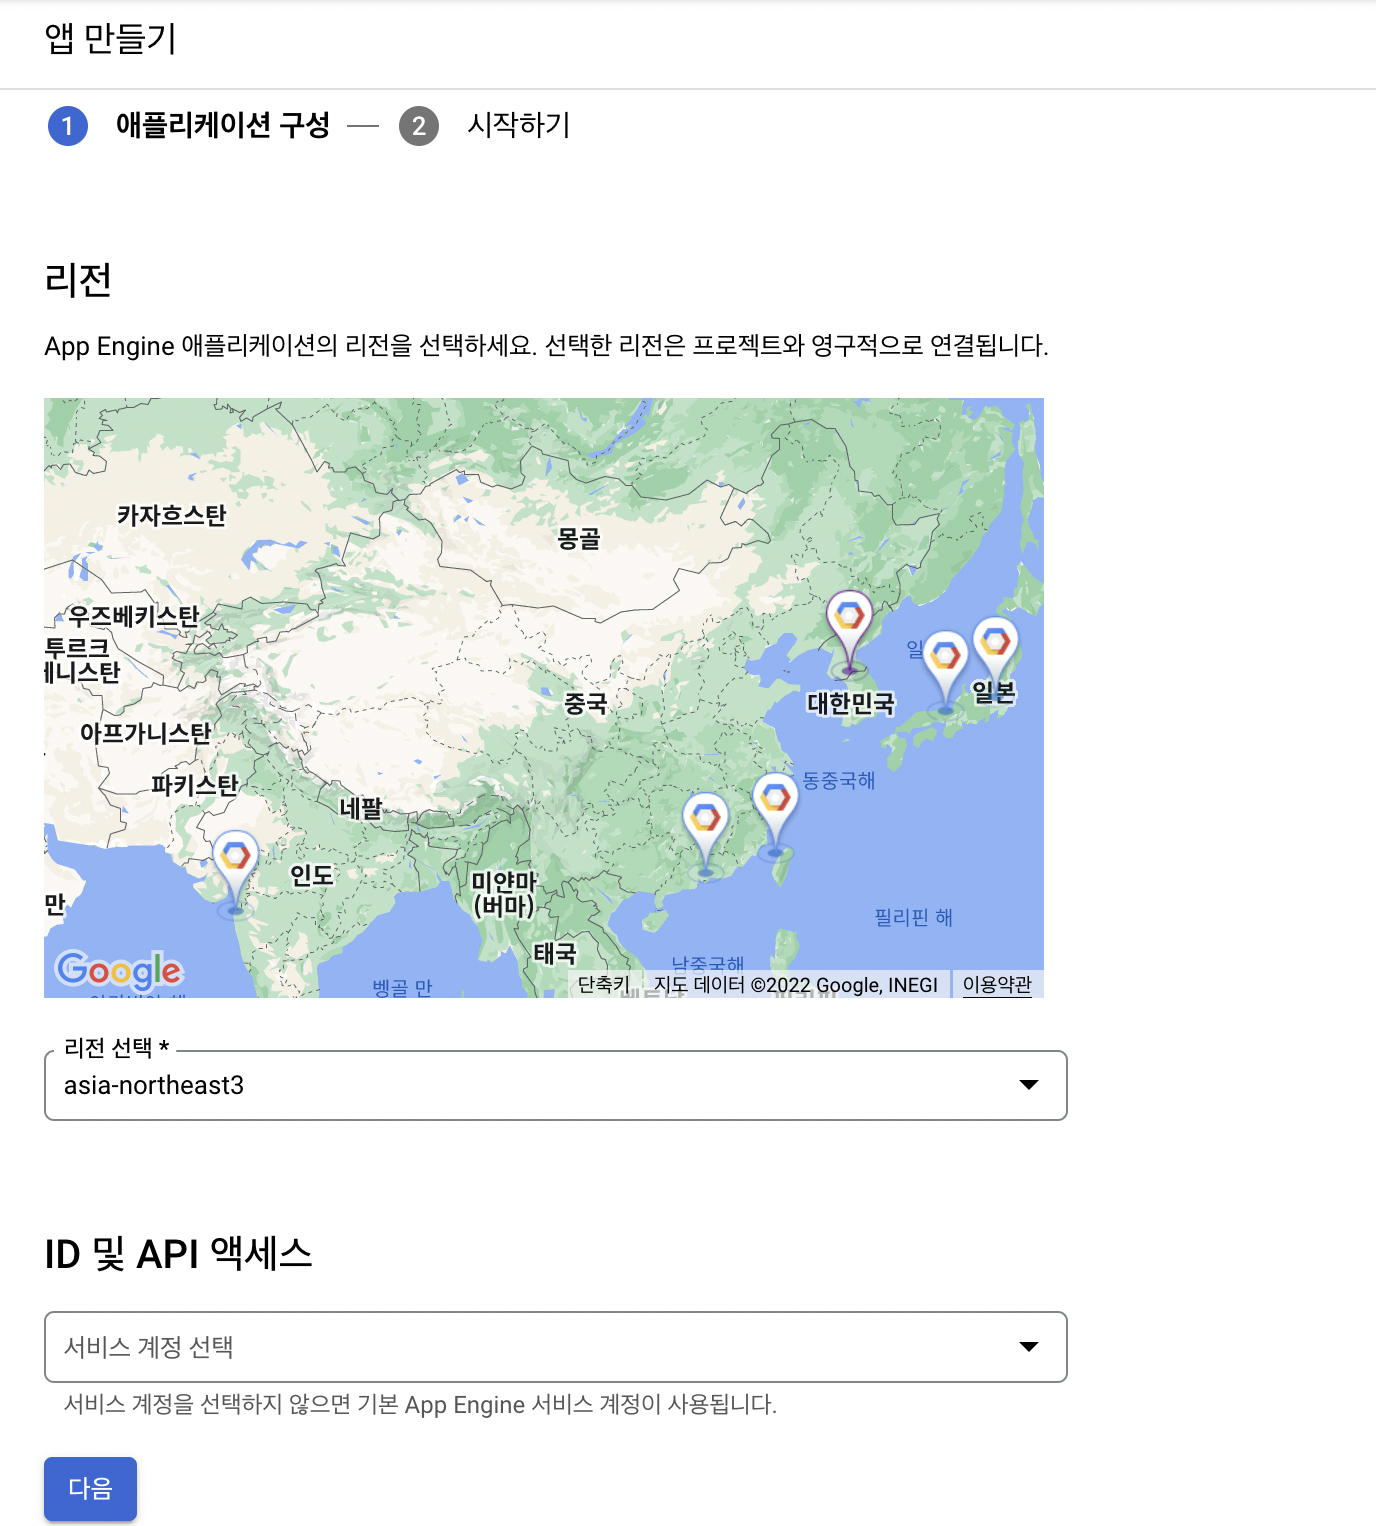 앱 만들기
1 애플리케이션 구성 — 2 시작하기
리전
App Engine 애플리케이션의 리전을 선택하세요. 선택한 리전은 프로젝트와 영구적으로 연결됩니다.
카자흐스탄
몽골
우즈베키스탄
투르크
메니스탄
일
일본
중국
대한민국
아프가니스탄
파키스탄
동중국해
네팔
인도
미얀마
(버마)
만
필리핀 해
태국
남중국해
Google
벵골 만
단축키
지도 데이터 ©2022 Google, INEGI
이용약관
리전 선택 *
asia-northeast3
ID 및 API 액세스
서비스 계정 선택
서비스 계정을 선택하지 않으면 기본 App Engine 서비스 계정이 사용됩니다.
다음